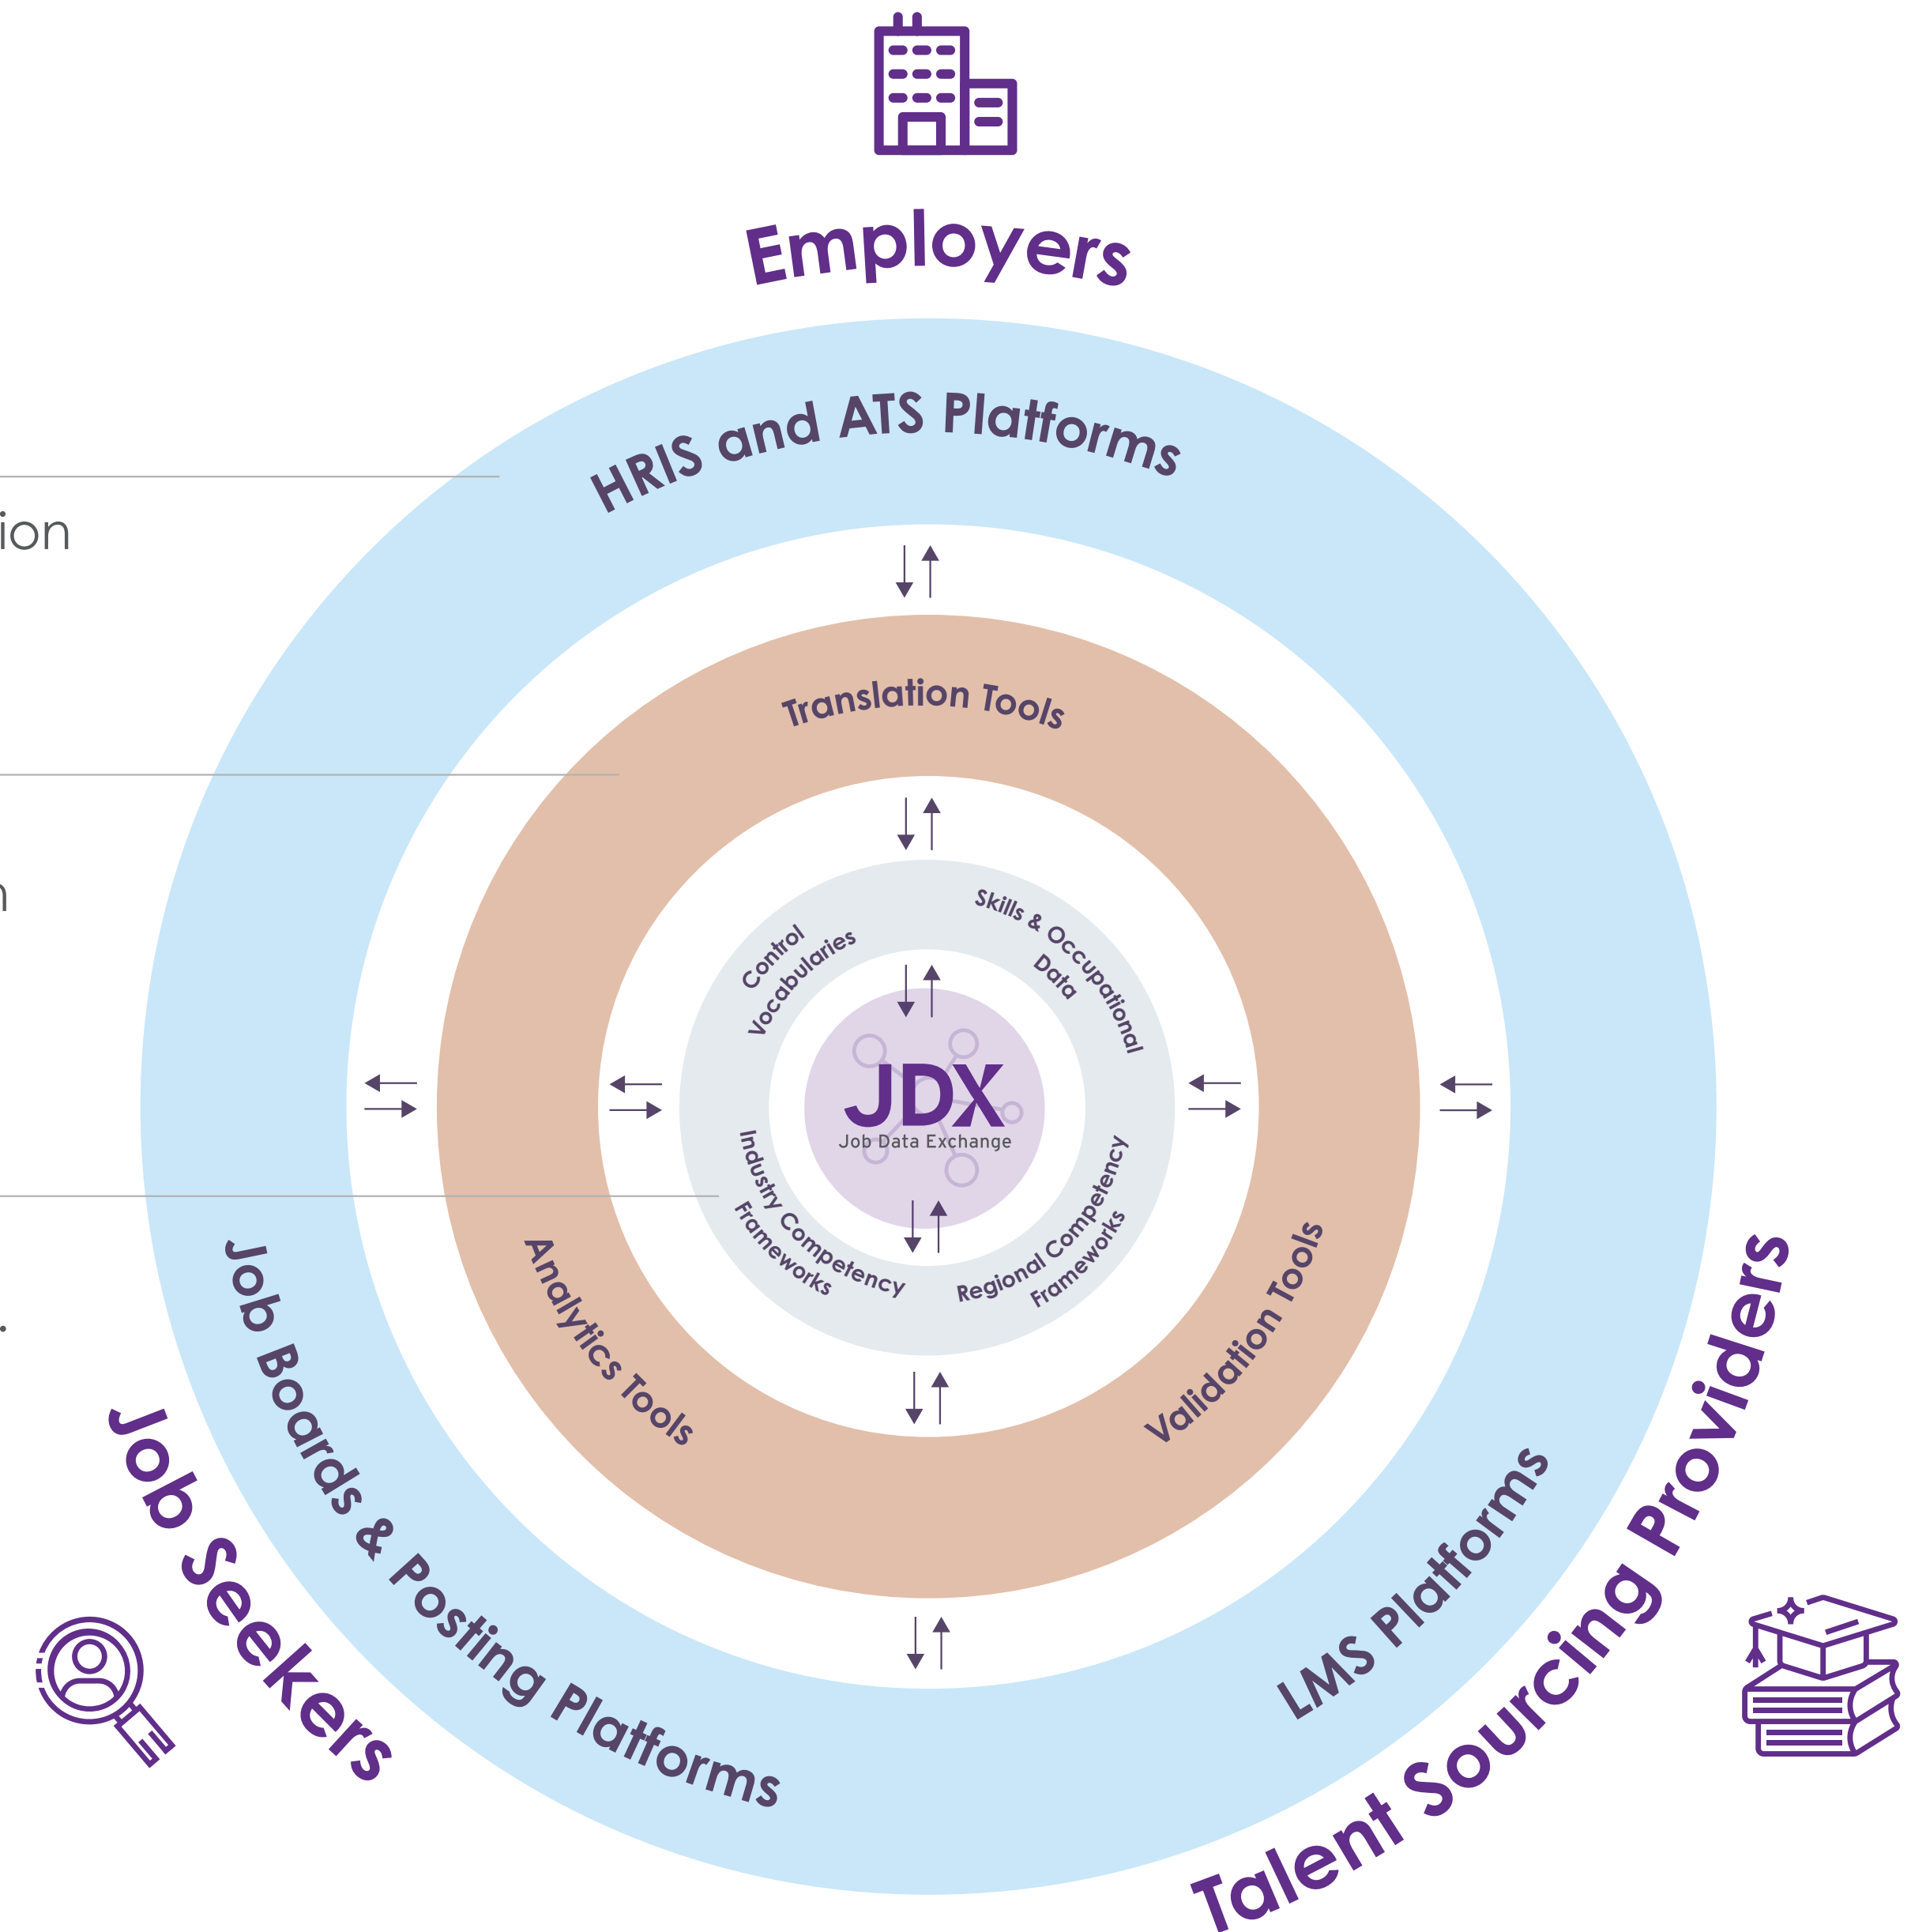 Employers
HRIS and ATS Platforms
ion
Translation Tools
Control
Vocabularies
Skills & Occupational
Data
JDX
Job Data Exchange
Industry Competency
Frameworks
Regional Competency
Frameworks
Analytics Tools
Validation Tools
Job Boards & Posting Platforms
LMS Platforms
Job Seekers
Talent Sourcing Providers